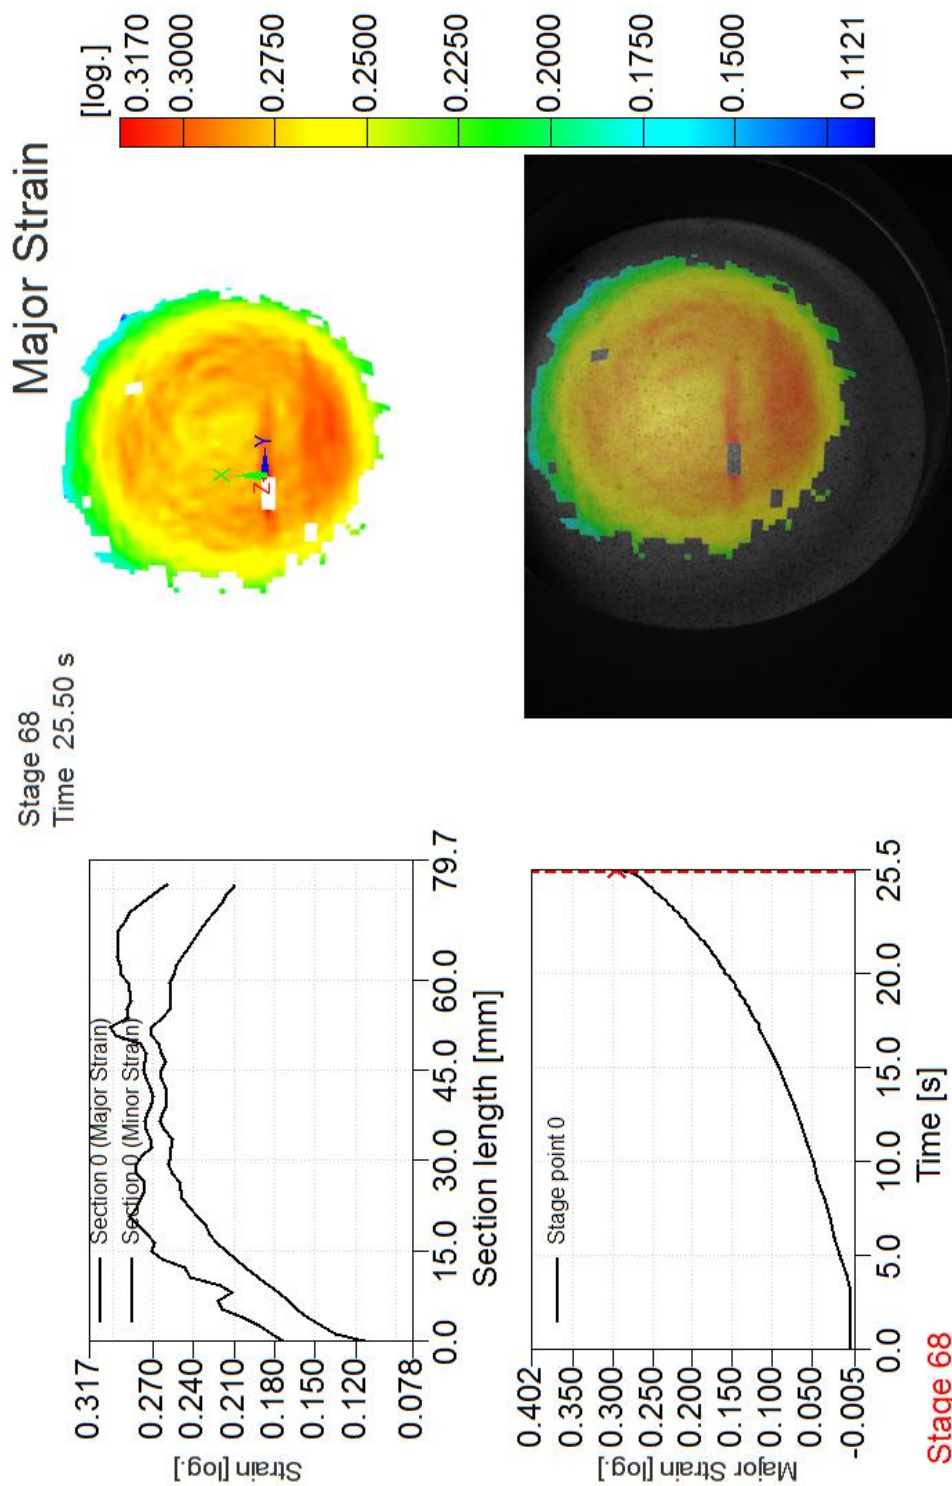 Stage 68
Time 25.50 s
Major Strain
[log.]
0.3170
0.3000
0.2750
0.2500
0.2250
0.2000
0.1750
0.1500
0.1121
X
Y
Z
Strain [log.]
0.317
0.270
0.240
0.210
0.180
0.150
0.120
0.078
Section 0 (Major Strain)
Section 0 (Minor Strain)
0.0 15.0 30.0 45.0 60.0 79.7
Section length [mm]
Major Strain [log.]
0.402
0.350
0.300
0.250
0.200
0.150
0.100
0.050
-0.005
Stage point 0
0.0 5.0 10.0 15.0 20.0 25.5
Time [s]
Stage 68